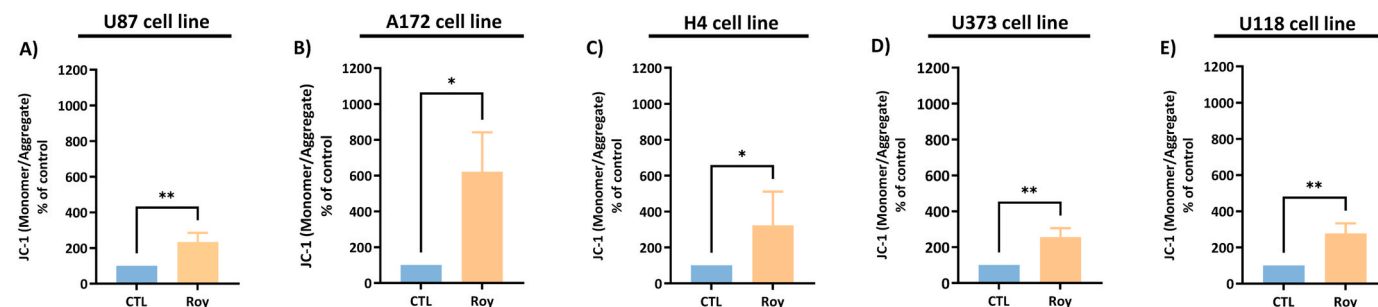 U87 cell line
A172 cell line
H4 cell line
U373 cell line
U118 cell line
A)
JC-1 (Monomer/Aggregate)
% of control
1200
1000
800
600
400
200
0
**
CTL
Roy
B)
JC-1 (Monomer/Aggregate)
% of control
1200
1000
800
600
400
200
0
*
CTL
Roy
C)
JC-1 (Monomer/Aggregate)
% of control
1200
1000
800
600
400
200
0
*
CTL
Roy
D)
JC-1 (Monomer/Aggregate)
% of control
1200
1000
800
600
400
200
0
**
CTL
Roy
E)
JC-1 (Monomer/Aggregate)
% of control
1200
1000
800
600
400
200
0
**
CTL
Roy